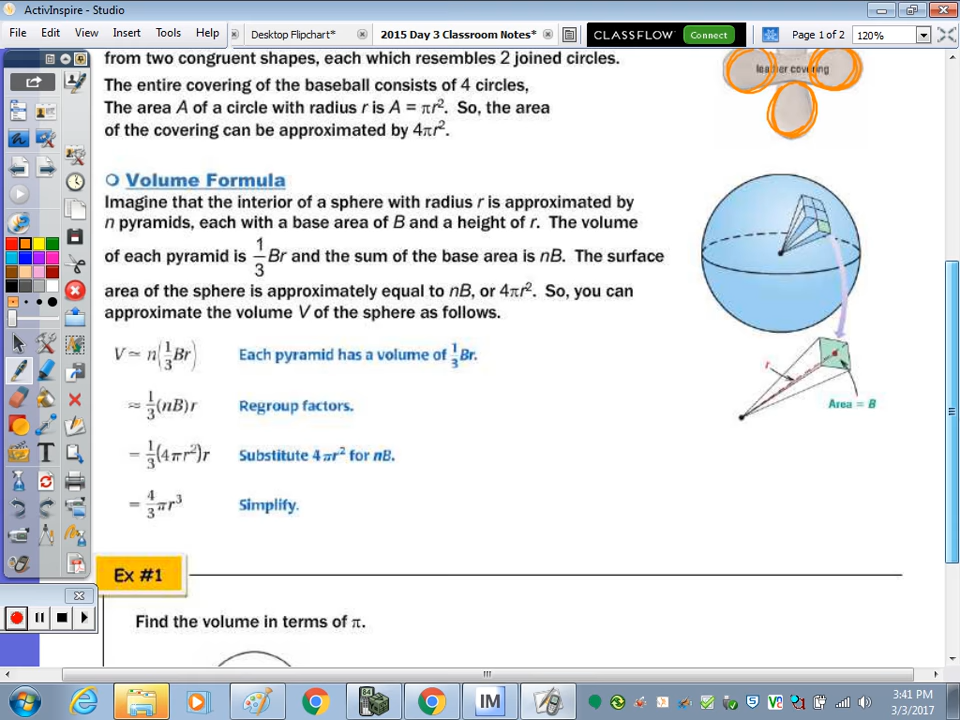 ActivInspire - Studio
File Edit View Insert Tools Help
Desktop Flipchart*
2015 Day 3 Classroom Notes*
CLASSFLOW Connect
Page 1 of 2
120%
from two congruent shapes, each which resembles 2 joined circles.
leather covering
The entire covering of the baseball consists of 4 circles,
The area A of a circle with radius r is A = πr². So, the area
of the covering can be approximated by 4πr².
Volume Formula
Imagine that the interior of a sphere with radius r is approximated by
n pyramids, each with a base area of B and a height of r. The volume
of each pyramid is 1/3 Br and the sum of the base area is nB. The surface
area of the sphere is approximately equal to nB, or 4πr². So, you can
approximate the volume V of the sphere as follows.
V ≃ n(1/3 Br) Each pyramid has a volume of 1/3 Br.
≈ 1/3(nB)r Regroup factors.
= 1/3(4πr²)r Substitute 4πr² for nB.
= 4/3 πr³ Simplify.
r
Area = B
Ex #1
Find the volume in terms of π.
84
IM
3:41 PM
3/3/2017